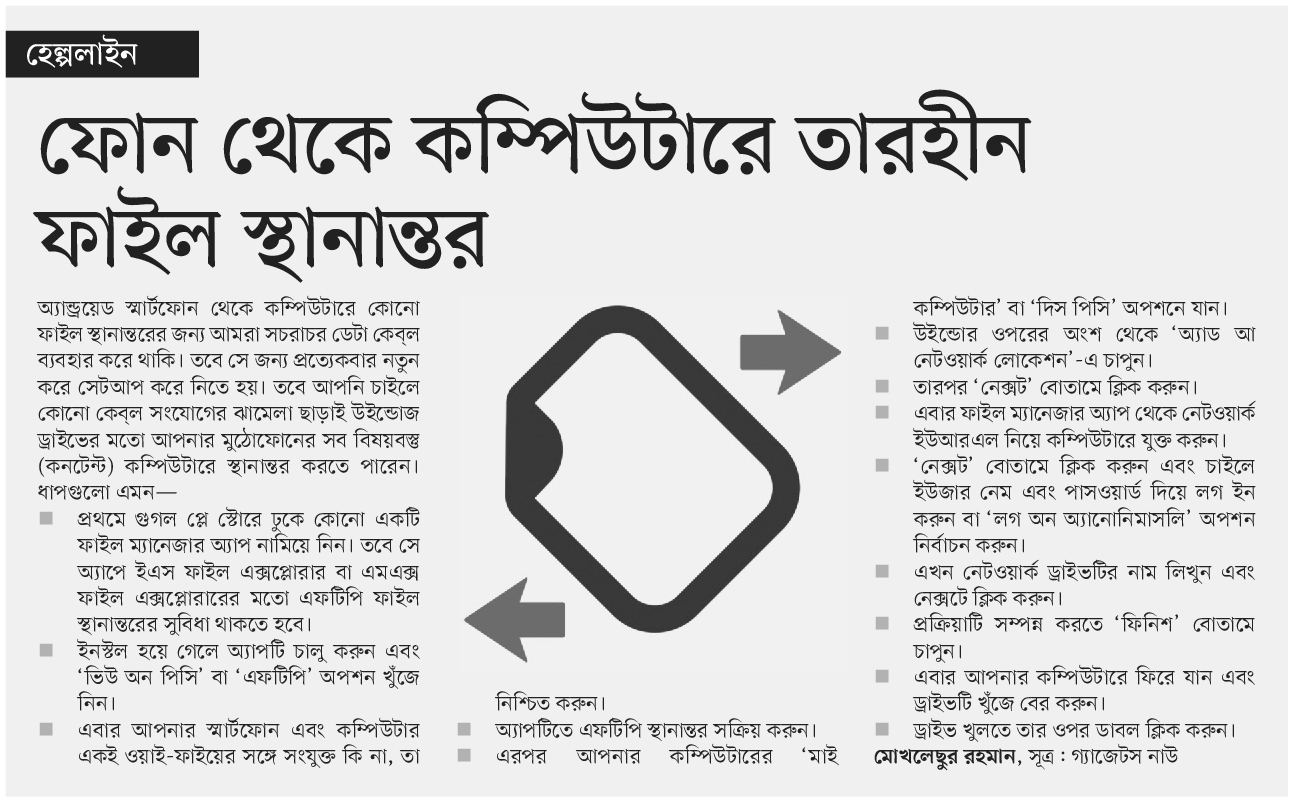 হেল্পলাইন
ফোন থেকে কম্পিউটারে তারহীন
ফাইল স্থানান্তর
অ্যান্ড্রয়েড স্মার্টফোন থেকে কম্পিউটারে কোনো
ফাইল স্থানান্তরের জন্য আমরা সচরাচর ডেটা কেব্‌ল
ব্যবহার করে থাকি। তবে সে জন্য প্রত্যেকবার নতুন
করে সেটআপ করে নিতে হয়। তবে আপনি চাইলে
কোনো কেব্‌ল সংযোগের ঝামেলা ছাড়াই উইন্ডোজ
ড্রাইভের মতো আপনার মুঠোফোনের সব বিষয়বস্তু
(কনটেন্ট) কম্পিউটারে স্থানান্তর করতে পারেন।
ধাপগুলো এমন—
■ প্রথমে গুগল প্লে স্টোরে ঢুকে কোনো একটি
ফাইল ম্যানেজার অ্যাপ নামিয়ে নিন। তবে সে
অ্যাপে ইএস ফাইল এক্সপ্লোরার বা এমএক্স
ফাইল এক্সপ্লোরারের মতো এফটিপি ফাইল
স্থানান্তরের সুবিধা থাকতে হবে।
■ ইনস্টল হয়ে গেলে অ্যাপটি চালু করুন এবং
‘ভিউ অন পিসি’ বা ‘এফটিপি’ অপশন খুঁজে
নিন।
■ এবার আপনার স্মার্টফোন এবং কম্পিউটার
একই ওয়াই-ফাইয়ের সঙ্গে সংযুক্ত কি না, তা
নিশ্চিত করুন।
■ অ্যাপটিতে এফটিপি স্থানান্তর সক্রিয় করুন।
■ এরপর আপনার কম্পিউটারের ‘মাই
কম্পিউটার’ বা ‘দিস পিসি’ অপশনে যান।
■ উইন্ডোর ওপরের অংশ থেকে ‘অ্যাড আ
নেটওয়ার্ক লোকেশন’-এ চাপুন।
■ তারপর ‘নেক্সট’ বোতামে ক্লিক করুন।
■ এবার ফাইল ম্যানেজার অ্যাপ থেকে নেটওয়ার্ক
ইউআরএল নিয়ে কম্পিউটারে যুক্ত করুন।
■ ‘নেক্সট’ বোতামে ক্লিক করুন এবং চাইলে
ইউজার নেম এবং পাসওয়ার্ড দিয়ে লগ ইন
করুন বা ‘লগ অন অ্যানোনিমাসলি’ অপশন
নির্বাচন করুন।
■ এখন নেটওয়ার্ক ড্রাইভটির নাম লিখুন এবং
নেক্সটে ক্লিক করুন।
■ প্রক্রিয়াটি সম্পন্ন করতে ‘ফিনিশ’ বোতামে
চাপুন।
■ এবার আপনার কম্পিউটারে ফিরে যান এবং
ড্রাইভটি খুঁজে বের করুন।
■ ড্রাইভ খুলতে তার ওপর ডাবল ক্লিক করুন।
মোখলেছুর রহমান, সূত্র : গ্যাজেটস নাউ